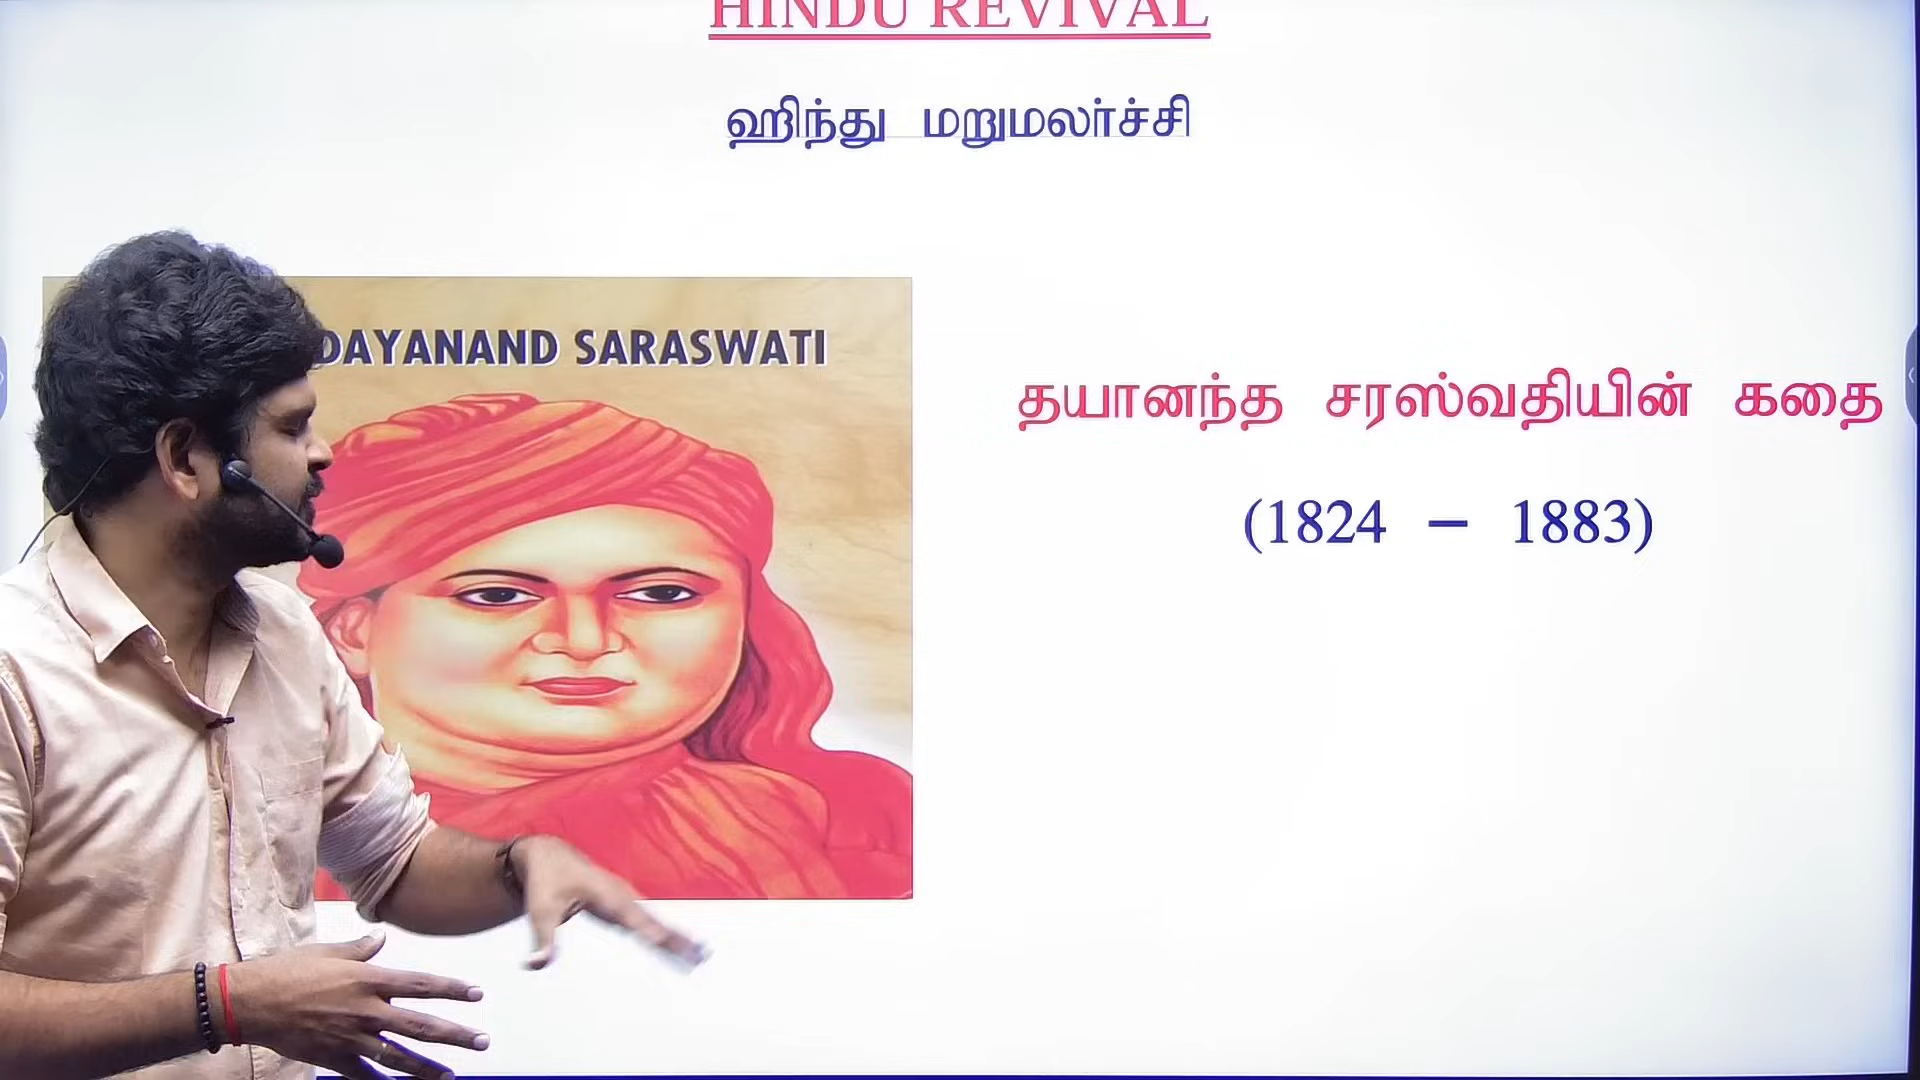 HINDU REVIVAL
ஹிந்து மறுமலர்ச்சி
DAYANAND SARASWATI
தயானந்த சரஸ்வதியின் கதை
(1824 – 1883)